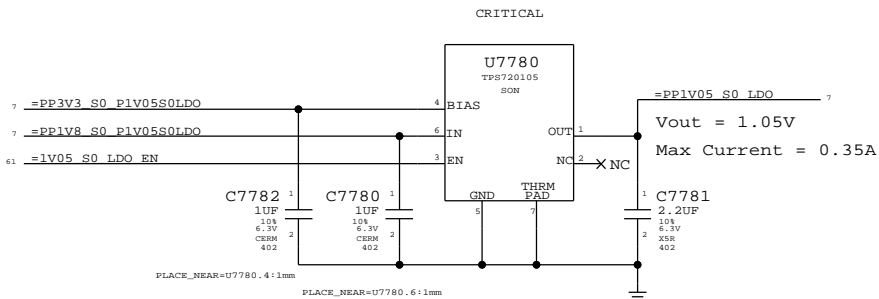 CRITICAL
U7780
TPS720105
SON
7 =PP3V3_S0_P1V05S0LDO 4 BIAS
=PP1V05_S0_LDO 7
7 =PP1V8_S0_P1V05S0LDO 6 IN OUT 1
Vout = 1.05V
Max Current = 0.35A
61 =1V05_S0_LDO_EN 3 EN NC 2 NC
GND THRM PAD
5 7
C7782 1
1UF
10%
6.3V
CERM 2
402
C7780 1
1UF
10%
6.3V
CERM 2
402
1 C7781
2.2UF
10%
6.3V
2 X5R
402
PLACE_NEAR=U7780.4:1mm
PLACE_NEAR=U7780.6:1mm